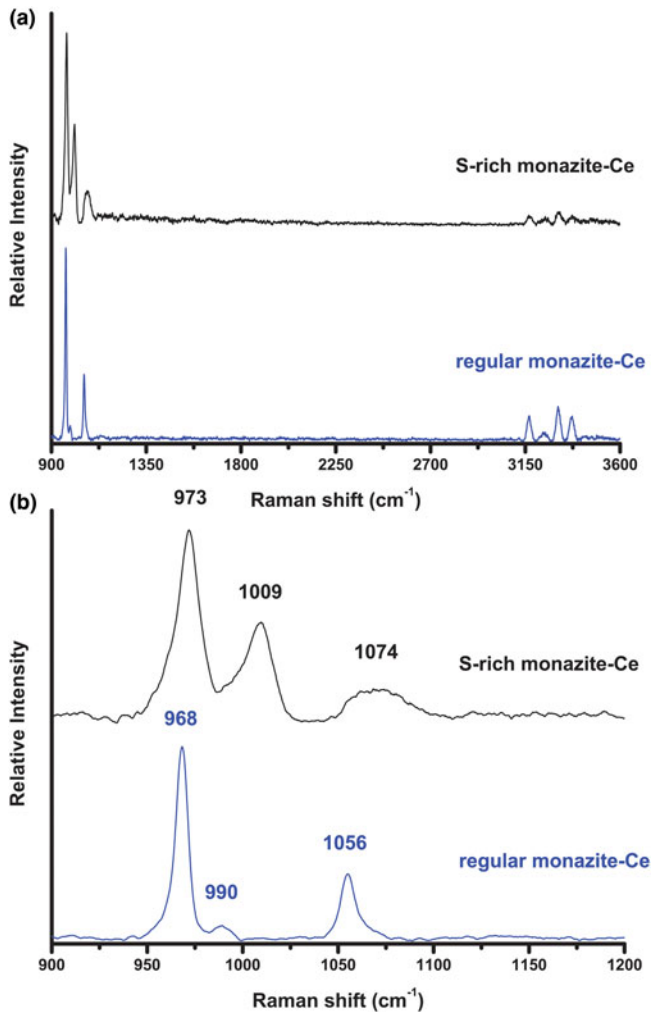 (a)
S-rich monazite-Ce
regular monazite-Ce
Relative Intensity
900 1350 1800 2250 2700 3150 3600
Raman shift (cm⁻¹)
(b)
973
1009
1074
S-rich monazite-Ce
968
990
1056
regular monazite-Ce
Relative Intensity
900 950 1000 1050 1100 1150 1200
Raman shift (cm⁻¹)